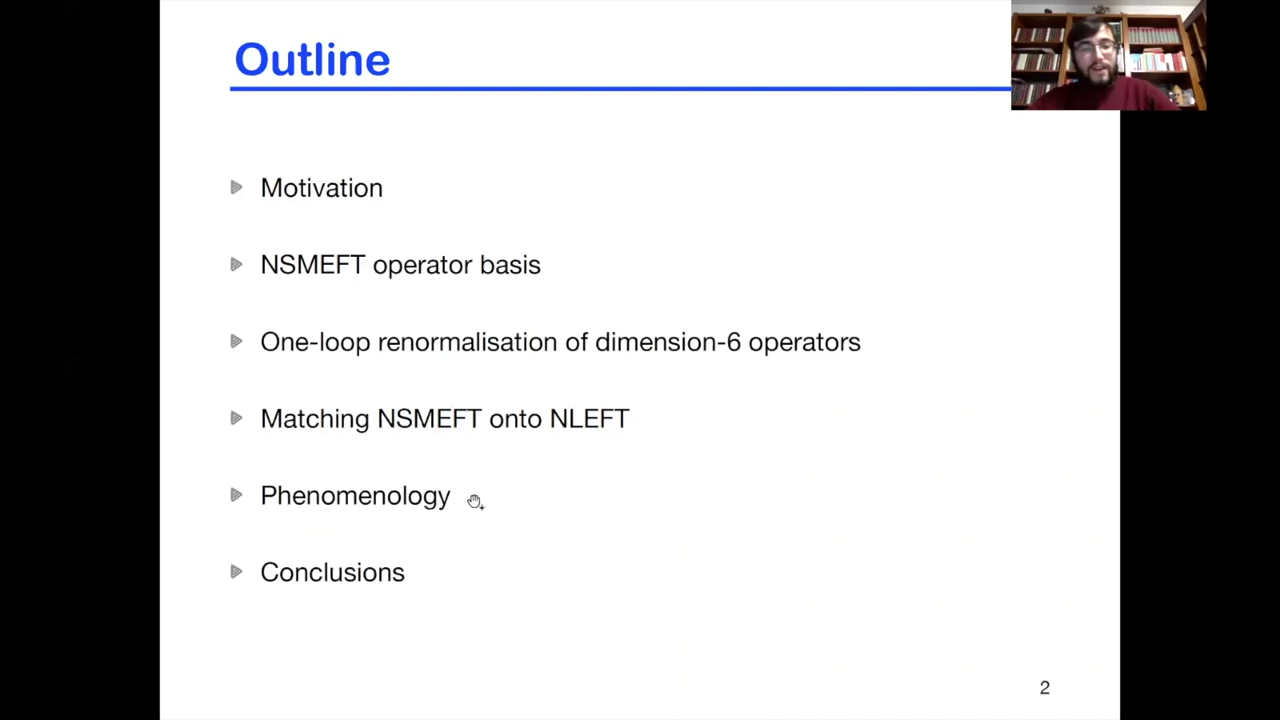 Outline
Motivation
NSMEFT operator basis
One-loop renormalisation of dimension-6 operators
Matching NSMEFT onto NLEFT
Phenomenology
Conclusions
2